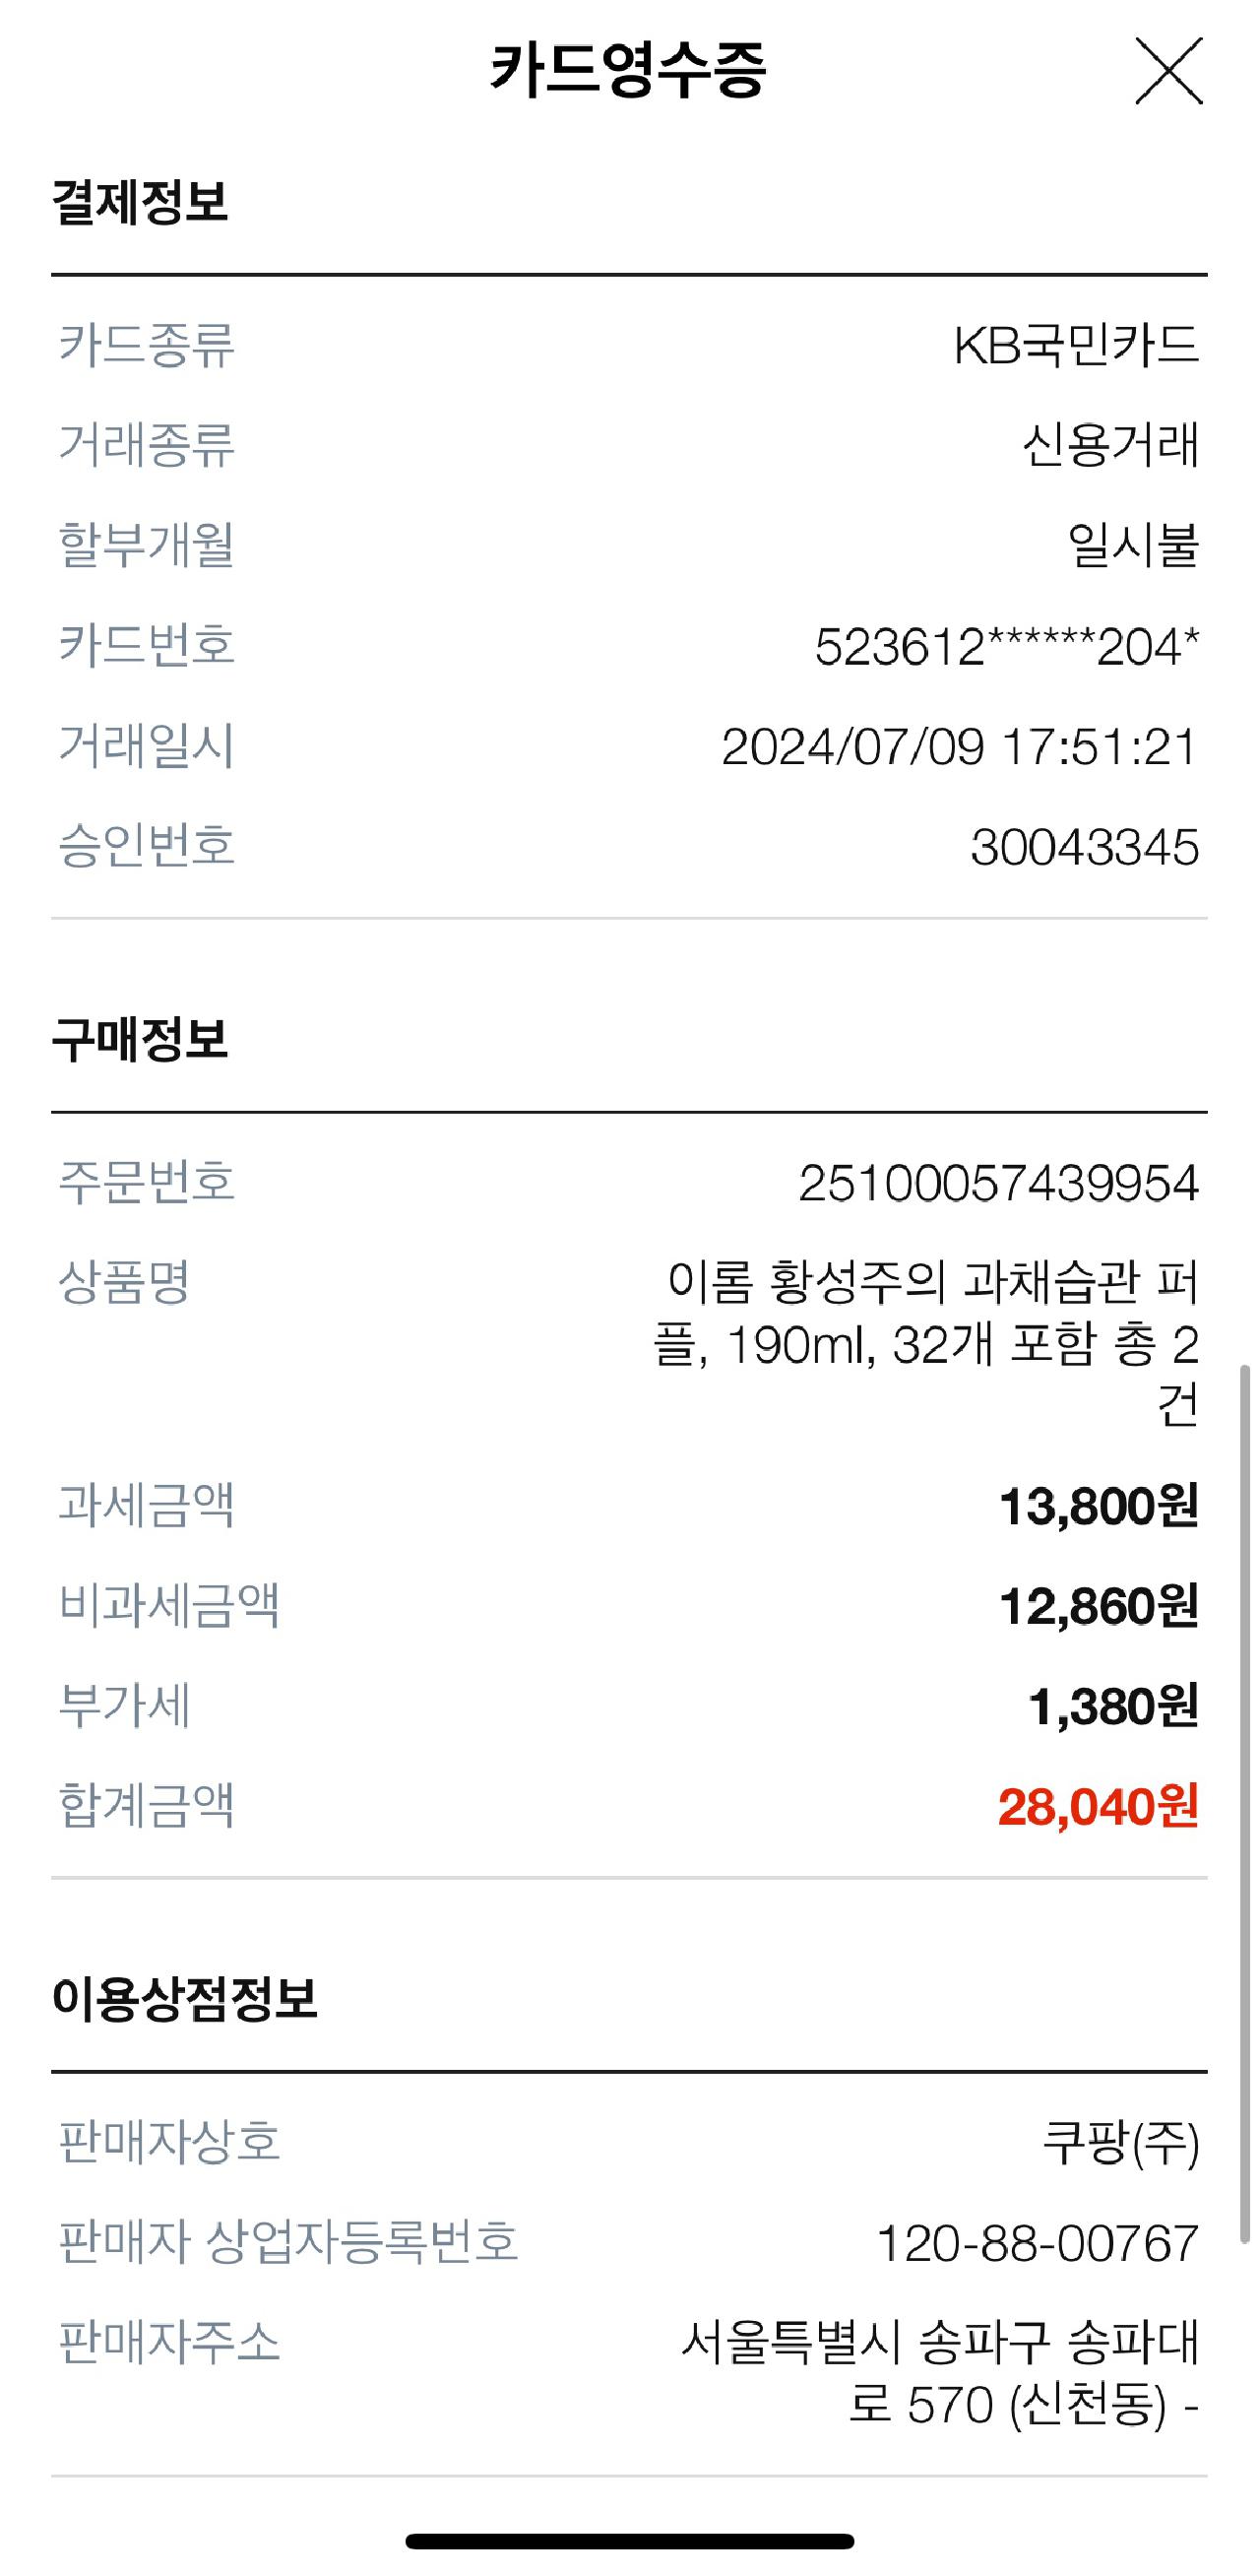 카드영수증
결제정보
카드종류 KB국민카드
거래종류 신용거래
할부개월 일시불
카드번호 523612******204*
거래일시 2024/07/09 17:51:21
승인번호 30043345
구매정보
주문번호 25100057439954
상품명 이롬 황성주의 과채습관 퍼
플, 190ml, 32개 포함 총 2
건
과세금액 13,800원
비과세금액 12,860원
부가세 1,380원
합계금액 28,040원
이용상점정보
판매자상호 쿠팡(주)
판매자 상업자등록번호 120-88-00767
판매자주소 서울특별시 송파구 송파대
로 570 (신천동) -